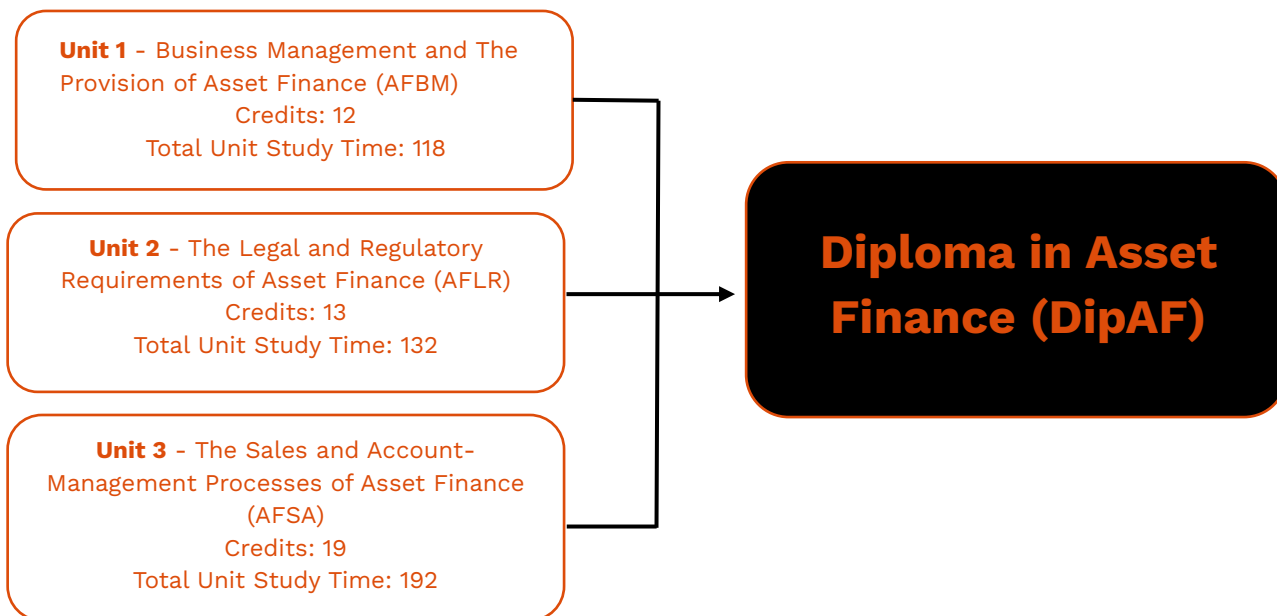 Unit 1 - Business Management and The
Provision of Asset Finance (AFBM)
Credits: 12
Total Unit Study Time: 118
Unit 2 - The Legal and Regulatory
Requirements of Asset Finance (AFLR)
Credits: 13
Total Unit Study Time: 132
Unit 3 - The Sales and Account-
Management Processes of Asset Finance
(AFSA)
Credits: 19
Total Unit Study Time: 192
Diploma in Asset
Finance (DipAF)